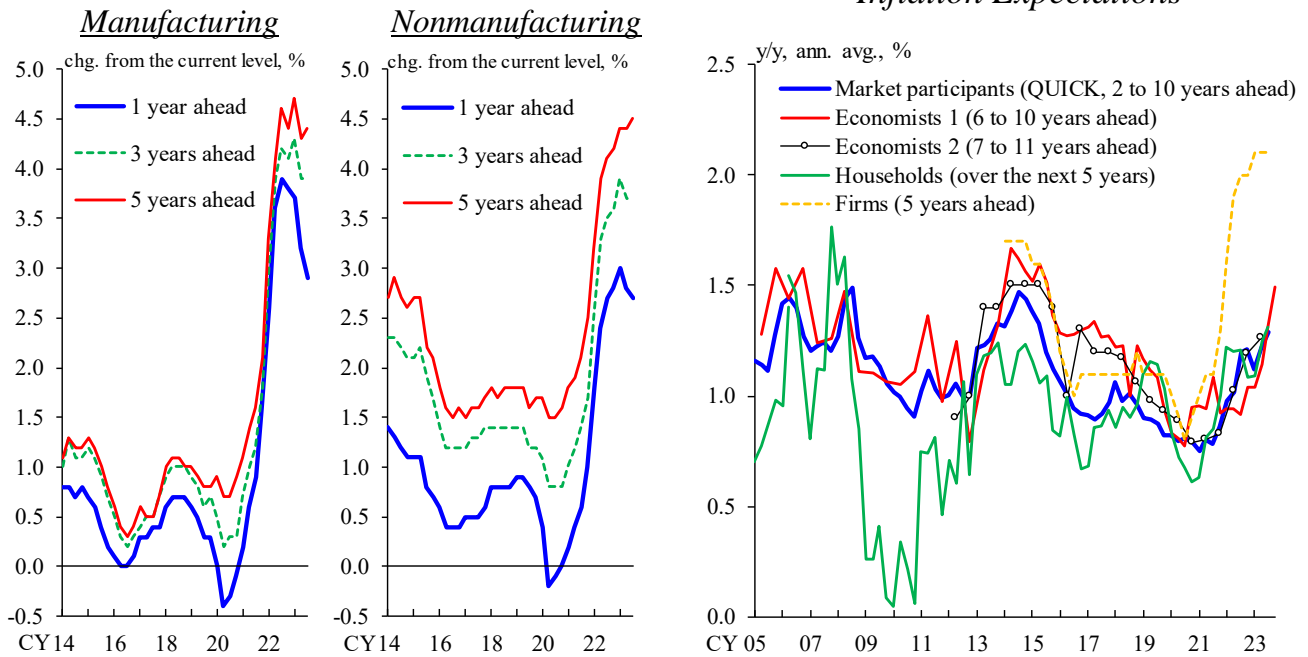 Inflation Expectations
Manufacturing
chg. from the current level, %
5.0
4.5
4.0
3.5
3.0
2.5
2.0
1.5
1.0
0.5
0.0
-0.5
1 year ahead
3 years ahead
5 years ahead
CY 14 16 18 20 22
Nonmanufacturing
chg. from the current level, %
5.0
4.5
4.0
3.5
3.0
2.5
2.0
1.5
1.0
0.5
0.0
-0.5
1 year ahead
3 years ahead
5 years ahead
CY 14 16 18 20 22
y/y, ann. avg., %
2.5
2.0
1.5
1.0
0.5
0.0
Market participants (QUICK, 2 to 10 years ahead)
Economists 1 (6 to 10 years ahead)
Economists 2 (7 to 11 years ahead)
Households (over the next 5 years)
Firms (5 years ahead)
CY 05 07 09 11 13 15 17 19 21 23